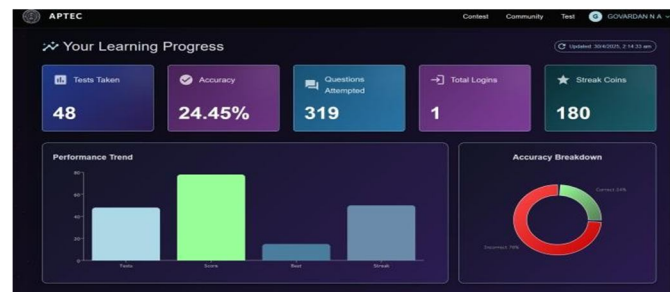 APTEC
Contest Community Test G GOVARDAN N A
Your Learning Progress
Updated 30/4/2025, 2:14:33 am
Tests Taken
48
Accuracy
24.45%
Questions
Attempted
319
Total Logins
1
Streak Coins
180
Performance Trend
80
60
40
20
0
Tests Score Best Streak
Accuracy Breakdown
Correct 24%
Incorrect 76%